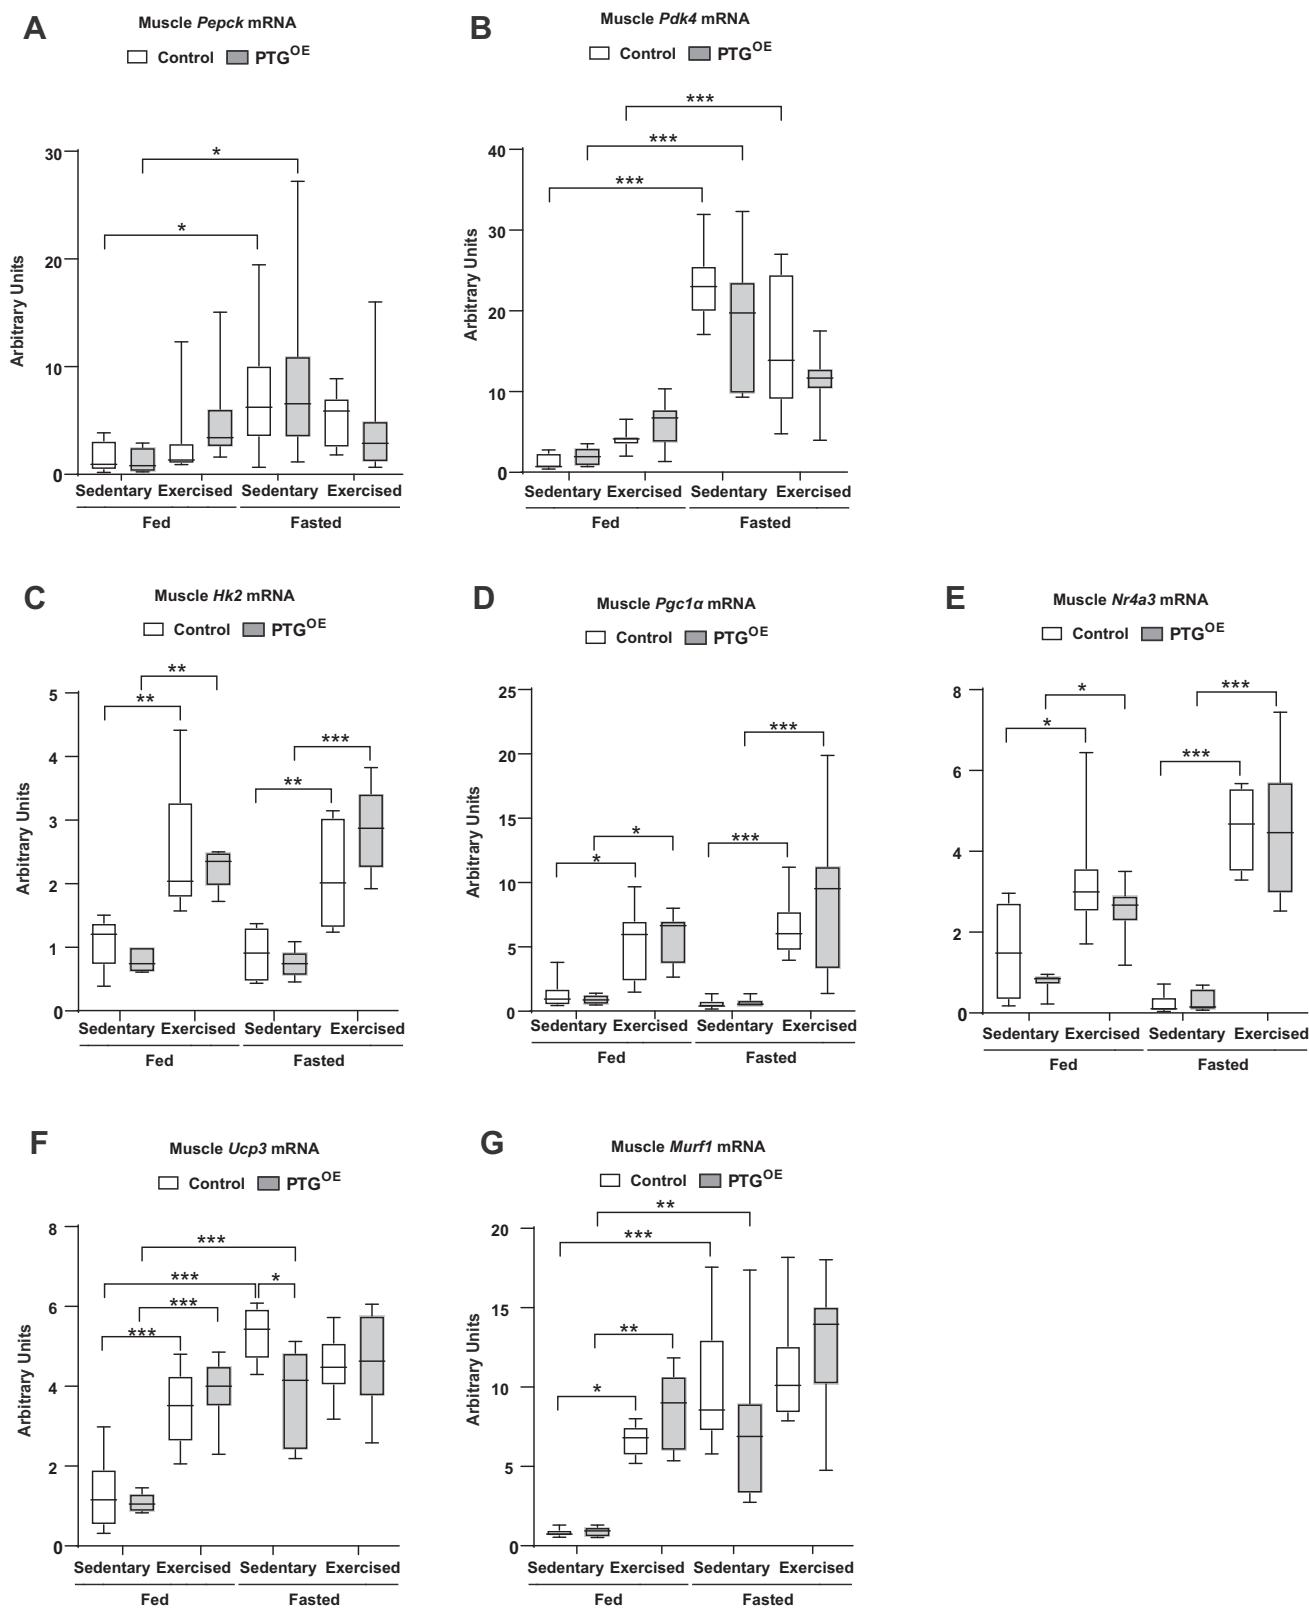 A
Muscle Pepck mRNA
Control PTG^OE
Arbitrary Units
30
20
10
0
*
*
Sedentary Exercised Sedentary Exercised
Fed Fasted
B
Muscle Pdk4 mRNA
Control PTG^OE
Arbitrary Units
40
30
20
10
0
***
***
***
Sedentary Exercised Sedentary Exercised
Fed Fasted
C
Muscle Hk2 mRNA
Control PTG^OE
Arbitrary Units
5
4
3
2
1
0
**
**
***
**
Sedentary Exercised Sedentary Exercised
Fed Fasted
D
Muscle Pgc1α mRNA
Control PTG^OE
Arbitrary Units
25
20
15
10
5
0
***
*
***
*
Sedentary Exercised Sedentary Exercised
Fed Fasted
E
Muscle Nr4a3 mRNA
Control PTG^OE
8
6
4
2
0
*
***
*
***
Sedentary Exercised Sedentary Exercised
Fed Fasted
F
Muscle Ucp3 mRNA
Control PTG^OE
Arbitrary Units
8
6
4
2
0
***
***
*
***
***
Sedentary Exercised Sedentary Exercised
Fed Fasted
G
Muscle Murf1 mRNA
Control PTG^OE
Arbitrary Units
20
15
10
5
0
**
***
**
*
Sedentary Exercised Sedentary Exercised
Fed Fasted